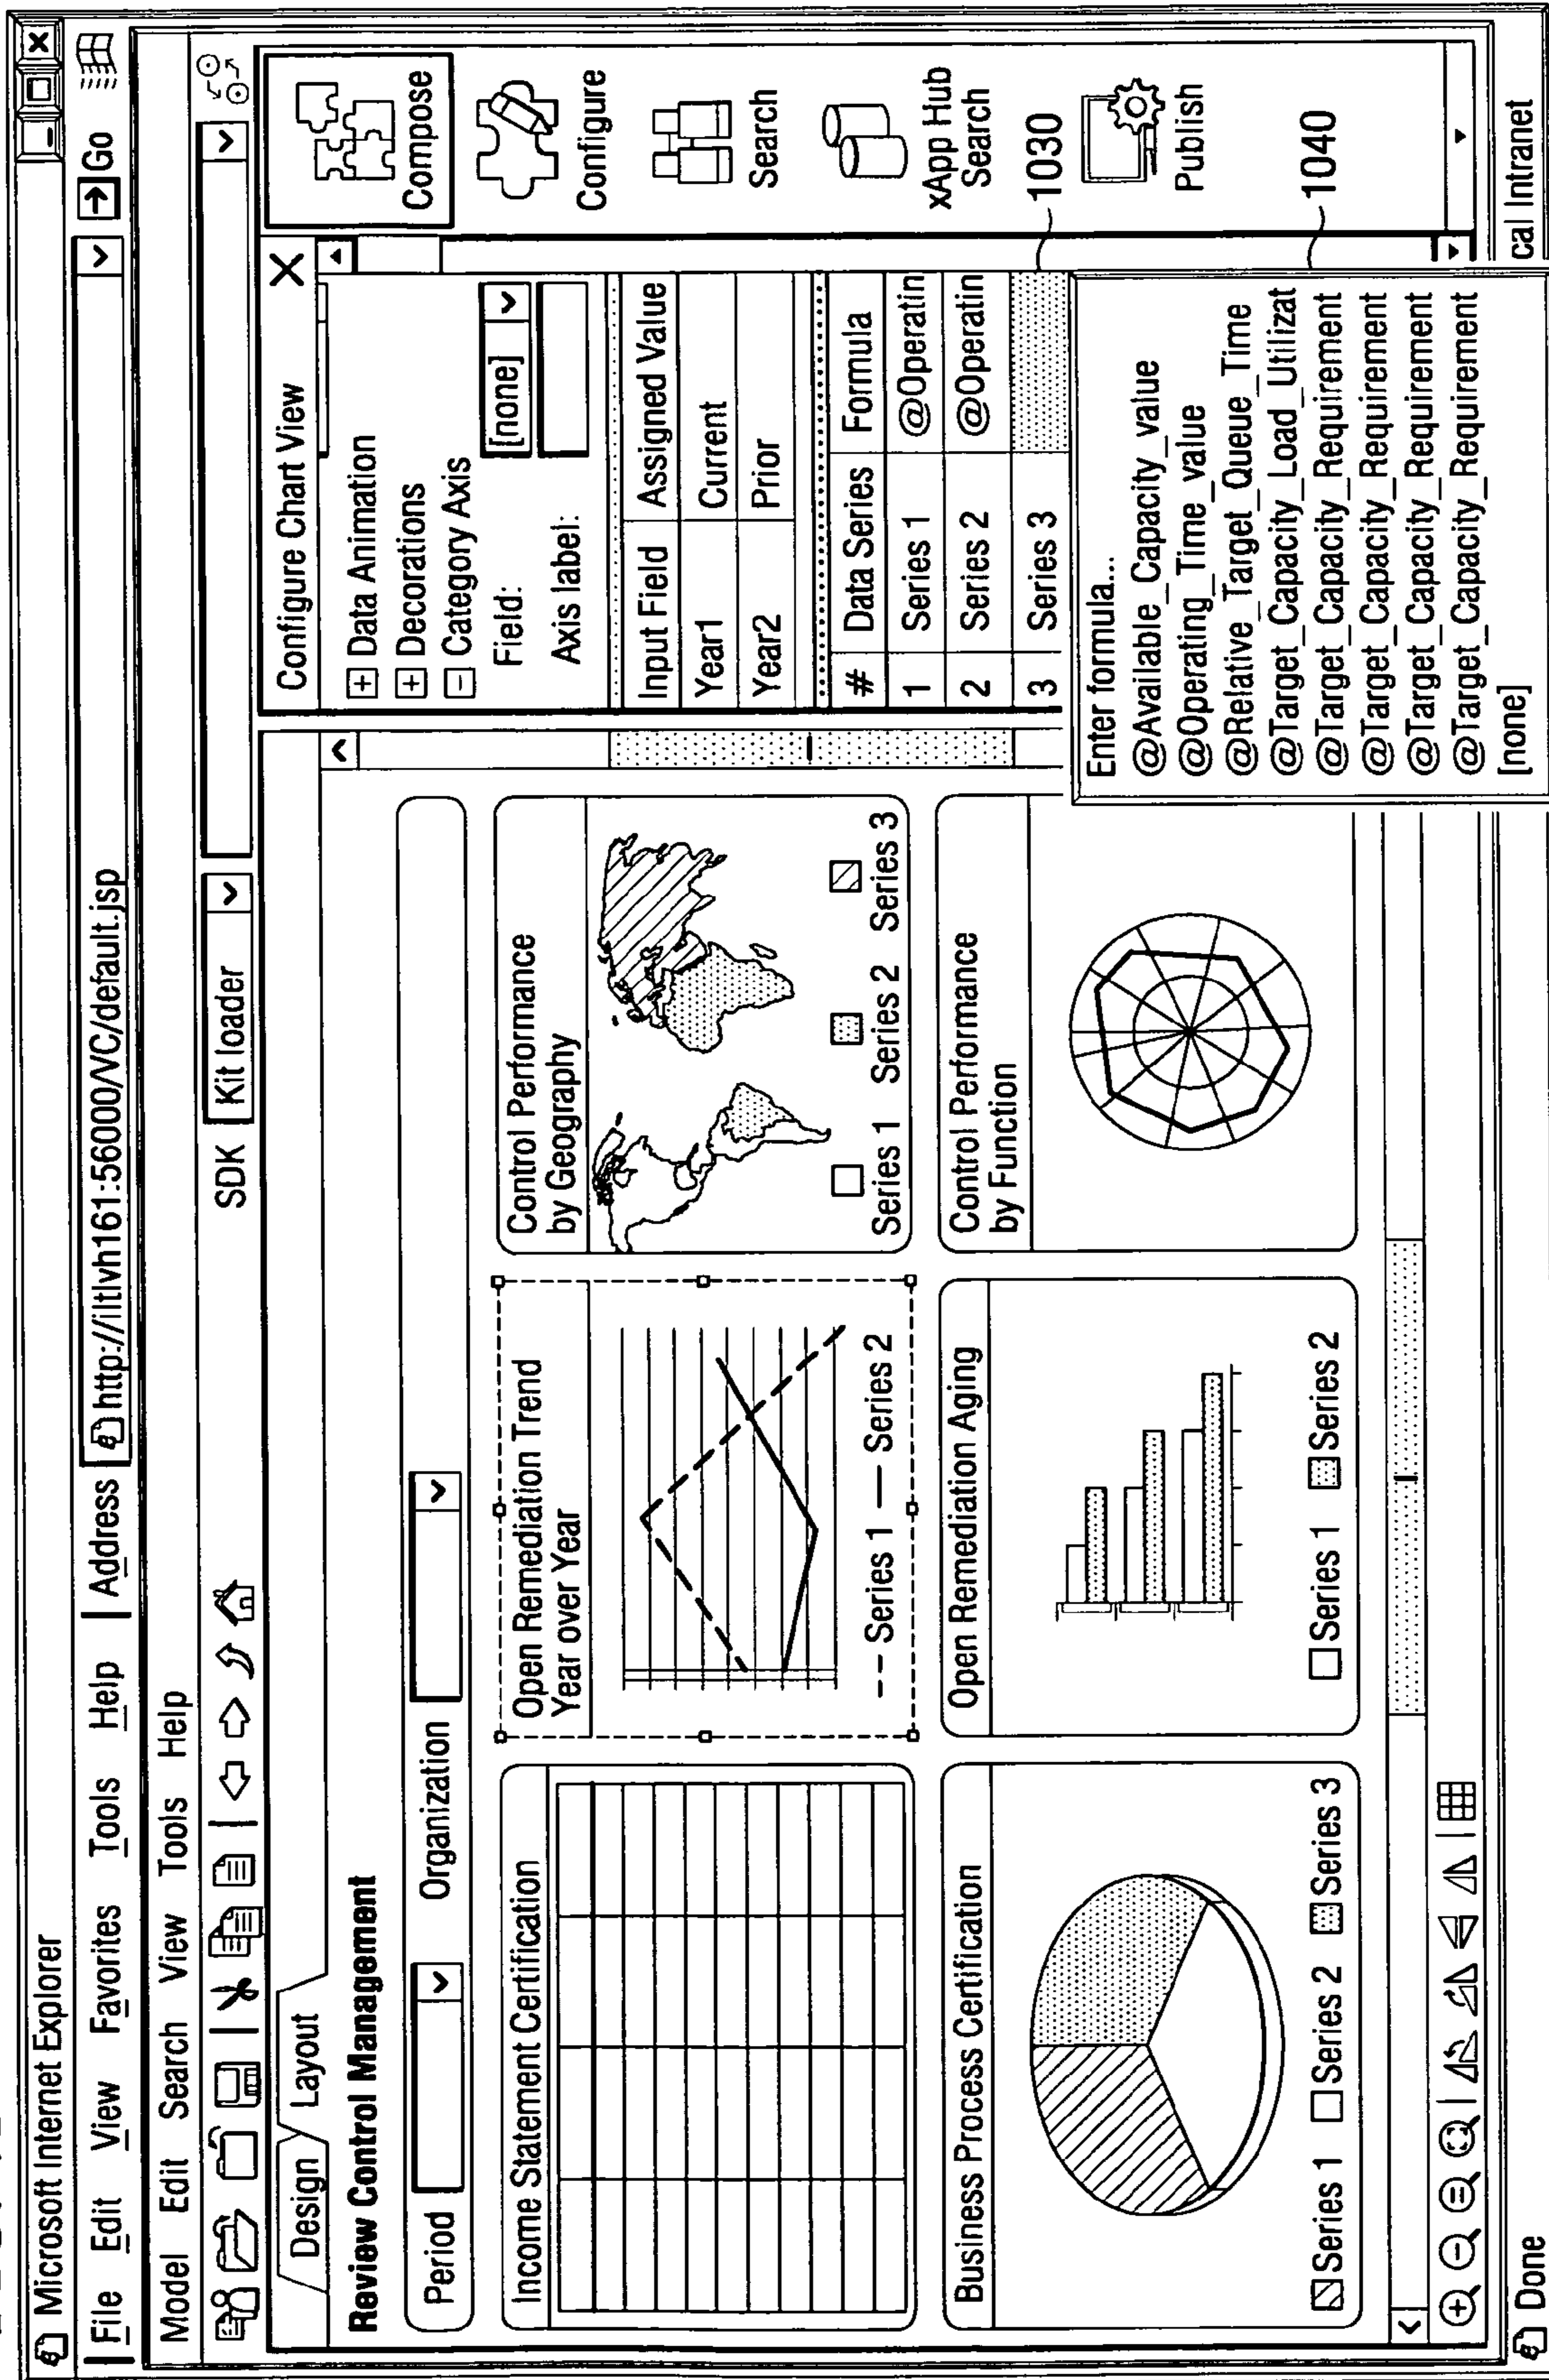 Microsoft Internet Explorer
File Edit View Favorites Tools Help Address http://iltlvh161:56000/VC/default.jsp Go
Model Edit Search View Tools Help
SDK Kit loader
Design Layout
Review Control Management
Period Organization
Income Statement Certification
Open Remediation Trend
Year over Year
Series 1 Series 2
Control Performance
by Geography
Series 1 Series 2 Series 3
Business Process Certification
Series 1 Series 2 Series 3
Open Remediation Aging
Series 1 Series 2
Control Performance
by Function
Configure Chart View
Data Animation
Decorations
Category Axis
Field: [none]
Axis label:
Input Field Assigned Value
Year1 Current
Year2 Prior
# Data Series Formula
1 Series 1 @Operatin
2 Series 2 @Operatin
3 Series 3
Enter formula...
@Available_Capacity_value
@Operating_Time_value
@Relative_Target_Queue_Time
@Target_Capacity_Load_Utilizat
@Target_Capacity_Requirement
@Target_Capacity_Requirement
@Target_Capacity_Requirement
@Target_Capacity_Requirement
[none]
Compose
Configure
Search
xApp Hub
Search
1030
Publish
1040
Done
cal Intranet